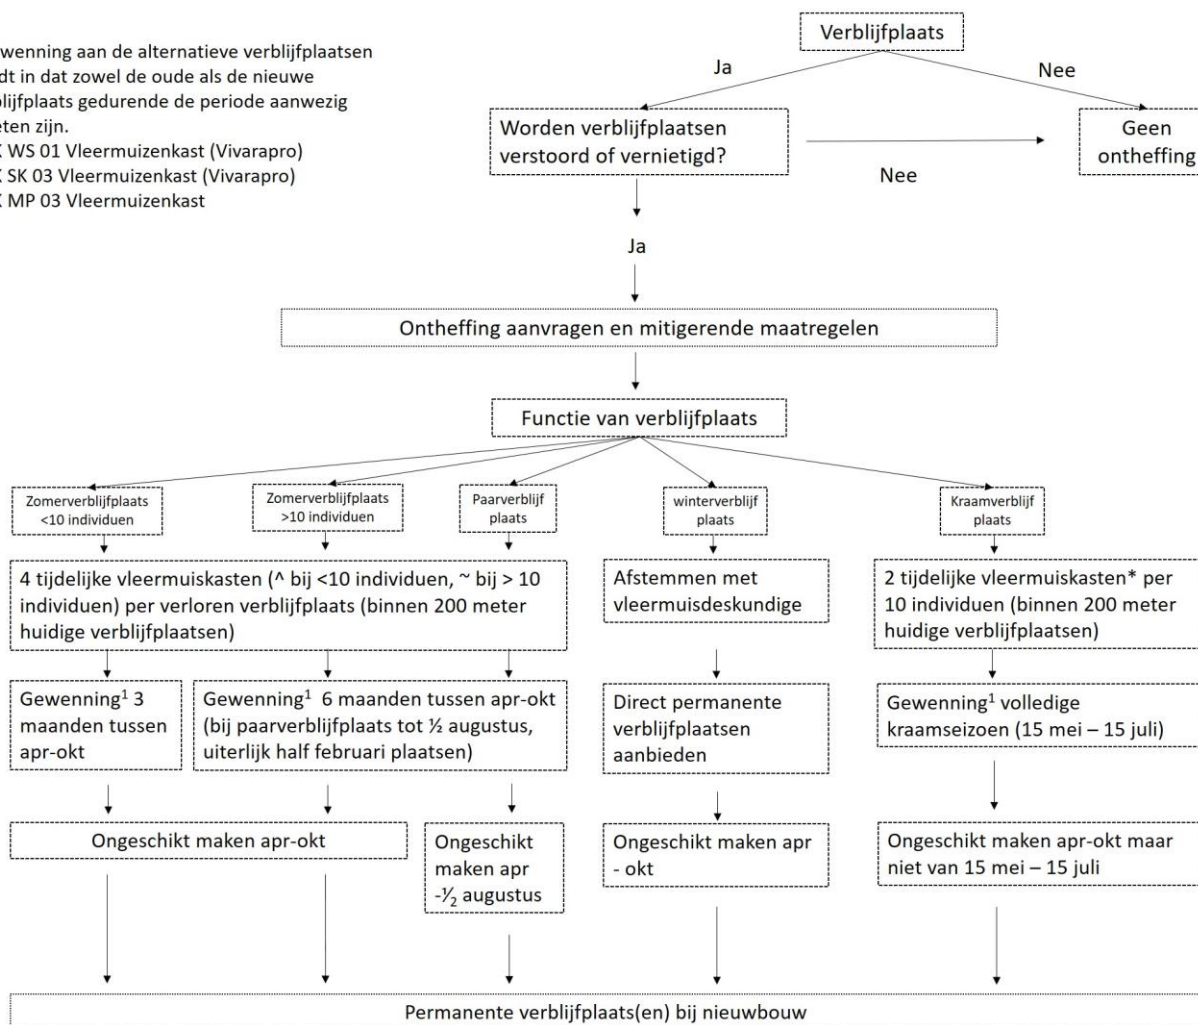 wenning aan de alternatieve verblijfplaatsen
dt in dat zowel de oude als de nieuwe
blijfplaats gedurende de periode aanwezig
eten zijn.
K WS 01 Vleermuizenkast (Vivarapro)
K SK 03 Vleermuizenkast (Vivarapro)
K MP 03 Vleermuizenkast
Verblijfplaats
Ja
Nee
Worden verblijfplaatsen
verstoord of vernietigd?
Nee
Geen
ontheffing
Ja
Ontheffing aanvragen en mitigerende maatregelen
Functie van verblijfplaats
Zomerverblijfplaats
<10 individuen
Zomerverblijfplaats
>10 individuen
Paarverblijf
plaats
winterverblijf
plaats
Kraamverblijf
plaats
4 tijdelijke vleermuiskasten (^ bij <10 individuen, ~ bij > 10
individuen) per verloren verblijfplaats (binnen 200 meter
huidige verblijfplaatsen)
Afstemmen met
vleermuisdeskundige
2 tijdelijke vleermuiskasten* per
10 individuen (binnen 200 meter
huidige verblijfplaatsen)
Gewenning¹ 3
maanden tussen
apr-okt
Gewenning¹ 6 maanden tussen apr-okt
(bij paarverblijfplaats tot ½ augustus,
uiterlijk half februari plaatsen)
Direct permanente
verblijfplaatsen
aanbieden
Gewenning¹ volledige
kraamseizoen (15 mei – 15 juli)
Ongeschikt maken apr-okt
Ongeschikt
maken apr
-½ augustus
Ongeschikt maken apr
- okt
Ongeschikt maken apr-okt maar
niet van 15 mei – 15 juli
Permanente verblijfplaats(en) bij nieuwbouw